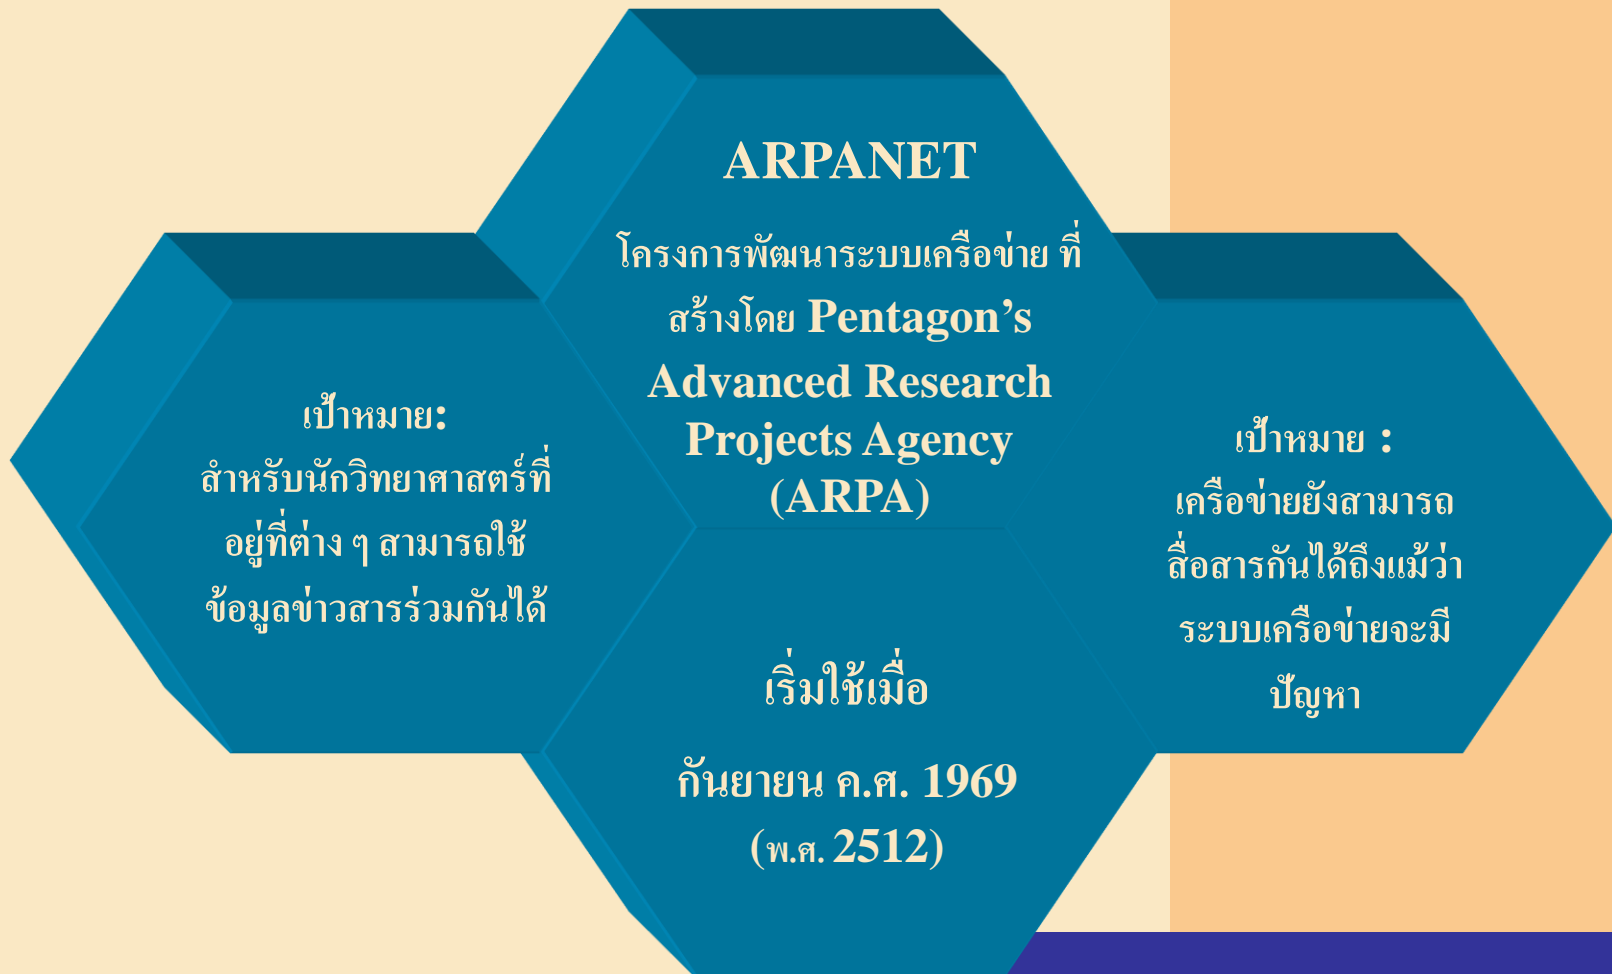 ARPANET
โครงการพัฒนาระบบเครือข่าย ที่
สร้างโดย Pentagon’s
Advanced Research
Projects Agency
(ARPA)
เป้าหมาย:
สำหรับนักวิทยาศาสตร์ที่
อยู่ที่ต่าง ๆ สามารถใช้
ข้อมูลข่าวสารร่วมกันได้
เป้าหมาย :
เครือข่ายยังสามารถ
สื่อสารกันได้ถึงแม้ว่า
ระบบเครือข่ายจะมี
ปัญหา
เริ่มใช้เมื่อ
กันยายน ค.ศ. 1969
(พ.ศ. 2512)